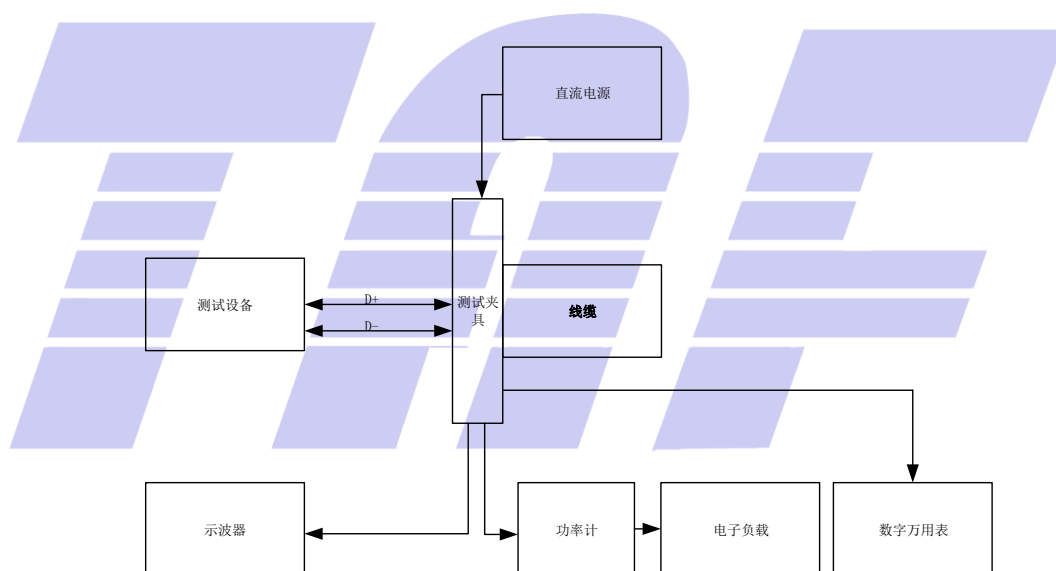 TAF
直流电源
测试设备
D+
D-
测试夹
具
线缆
示波器
功率计
电子负载
数字万用表